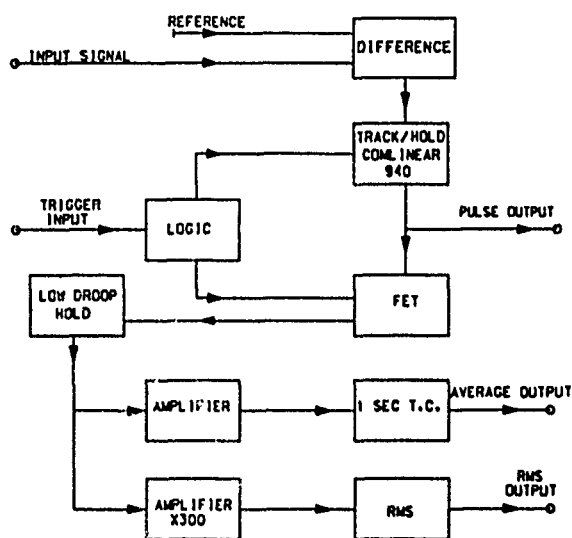 REFERENCE
INPUT SIGNAL
DIFFERENCE
TRACK/HOLD
COMLINEAR
940
TRIGGER
INPUT
LOGIC
PULSE OUTPUT
LOW DROOP
HOLD
FET
AMPLIFIER
1 SEC T.C.
AVERAGE OUTPUT
AMPLIFIER
X300
RMS
RMS
OUTPUT